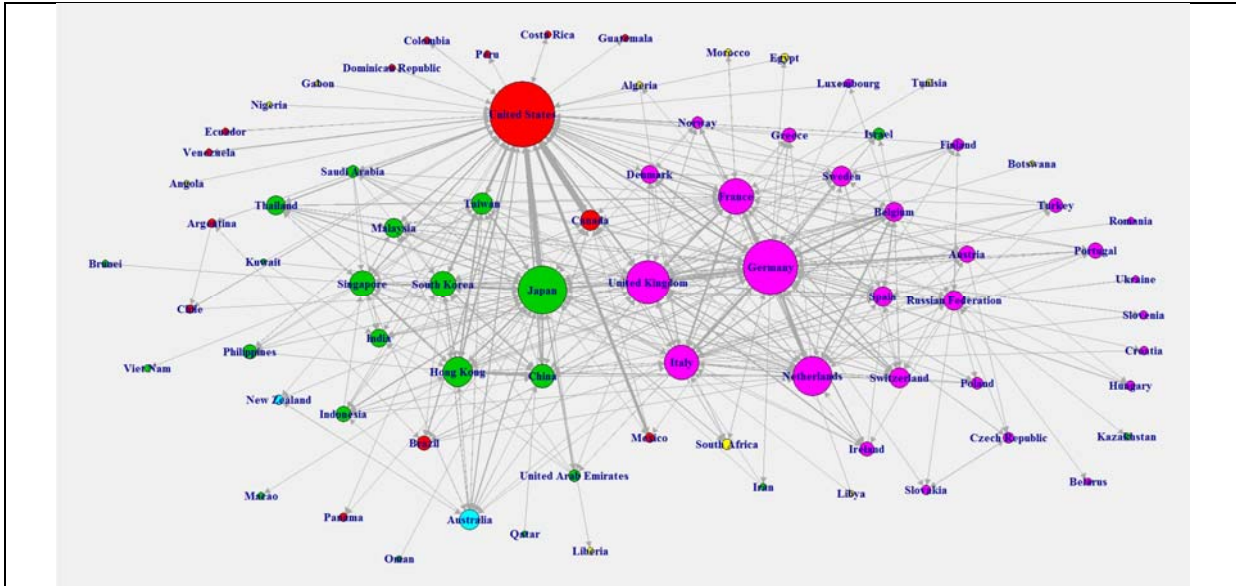 Costa Rica
Colombia
Guatemala
Peru
Morocco
Egypt
Dominican Republic
Gabon
Algeria
Luxembourg
Tunisia
Nigeria
United States
Norway
Ecuador
Greece
Israel
Venezuela
Finland
Botswana
Saudi Arabia
Denmark
Sweden
Angola
France
Thailand
Taiwan
Turkey
Belgium
Argentina
Canada
Romania
Malaysia
Portugal
Austria
Brunei
Kuwait
Germany
Ukraine
Singapore
South Korea
Japan
United Kingdom
Spain
Russian Federation
Chile
Slovenia
India
Philippines
Croatia
Italy
Viet Nam
Hong Kong
China
Netherlands
Switzerland
Poland
Hungary
New Zealand
Indonesia
Kazakhstan
Brazil
Mexico
South Africa
Czech Republic
Ireland
United Arab Emirates
Belarus
Iran
Slovakia
Libya
Macao
Panama
Australia
Qatar
Liberia
Oman